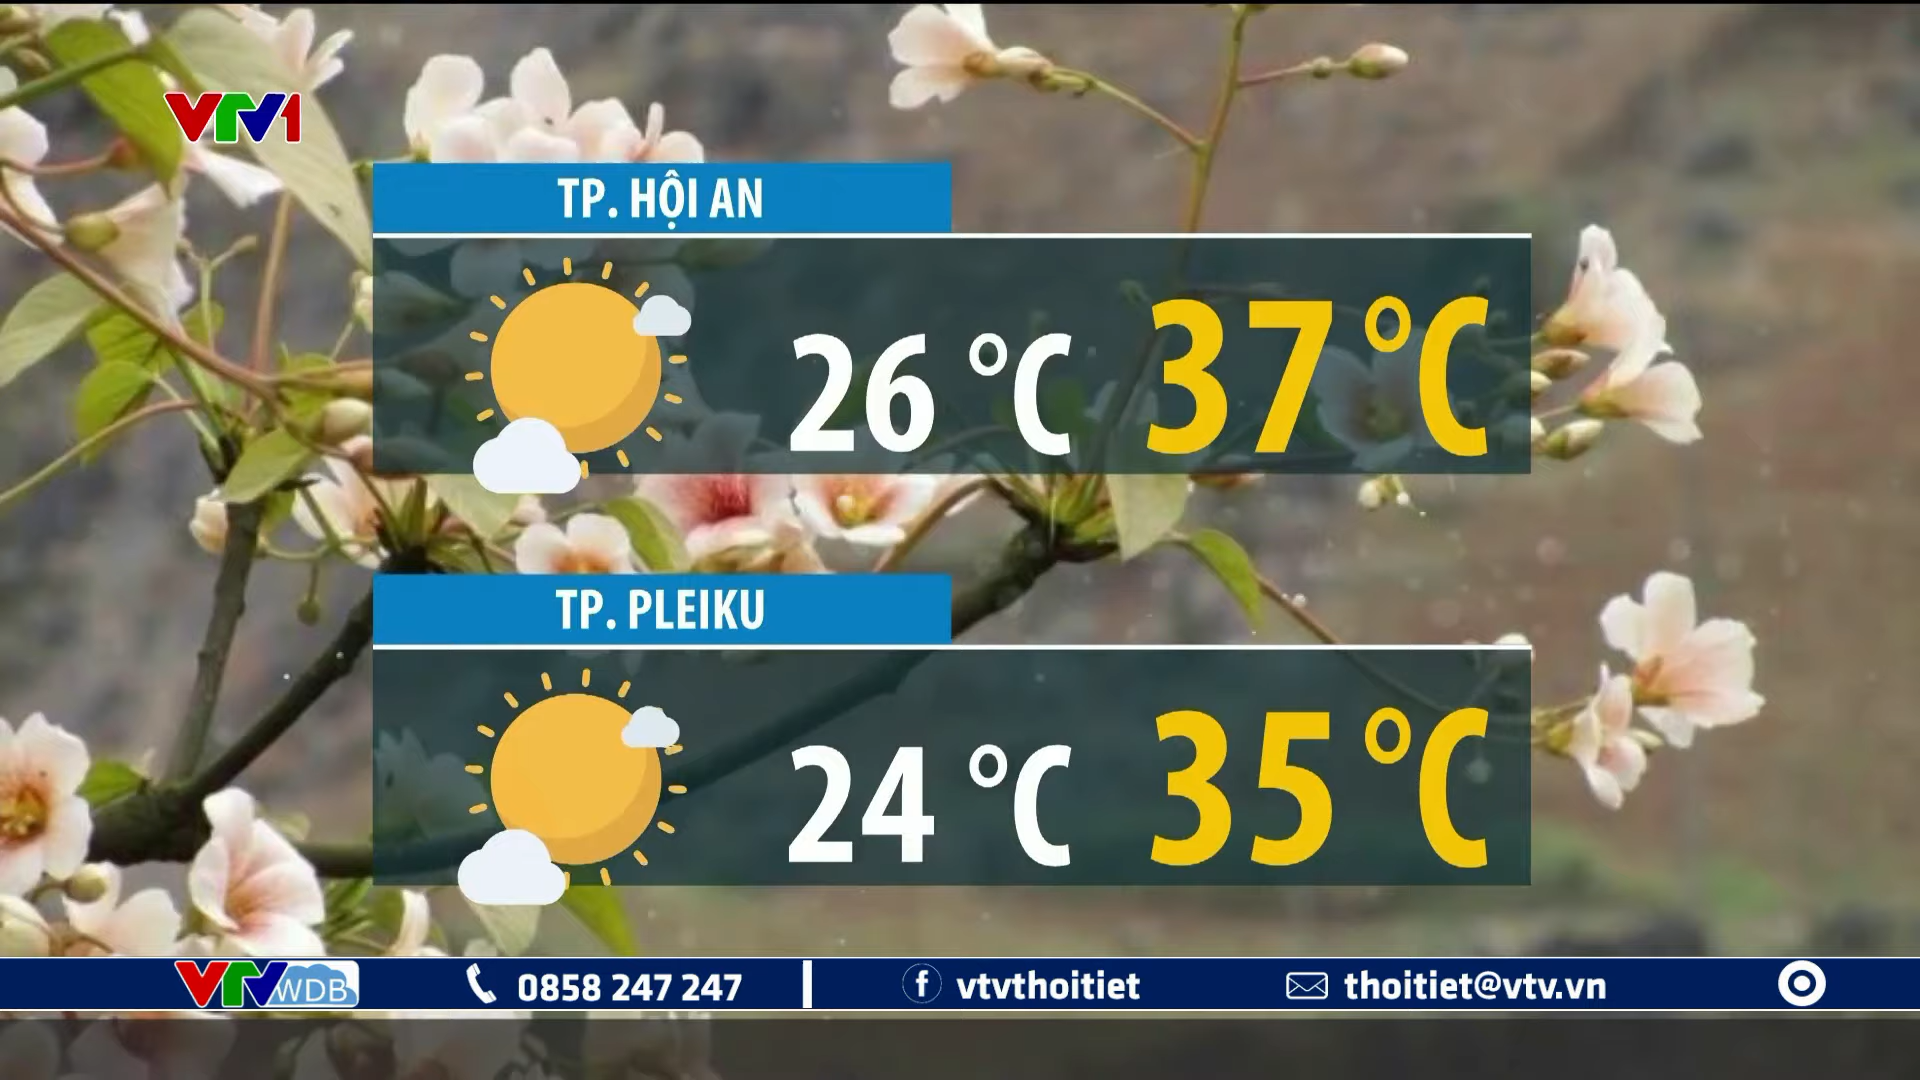 VTV1
TP. HỘI AN
26 °C 37 °C
TP. PLEIKU
24 °C 35 °C
VTV WDB 0858 247 247 vtvthoitiet thoitiet@vtv.vn